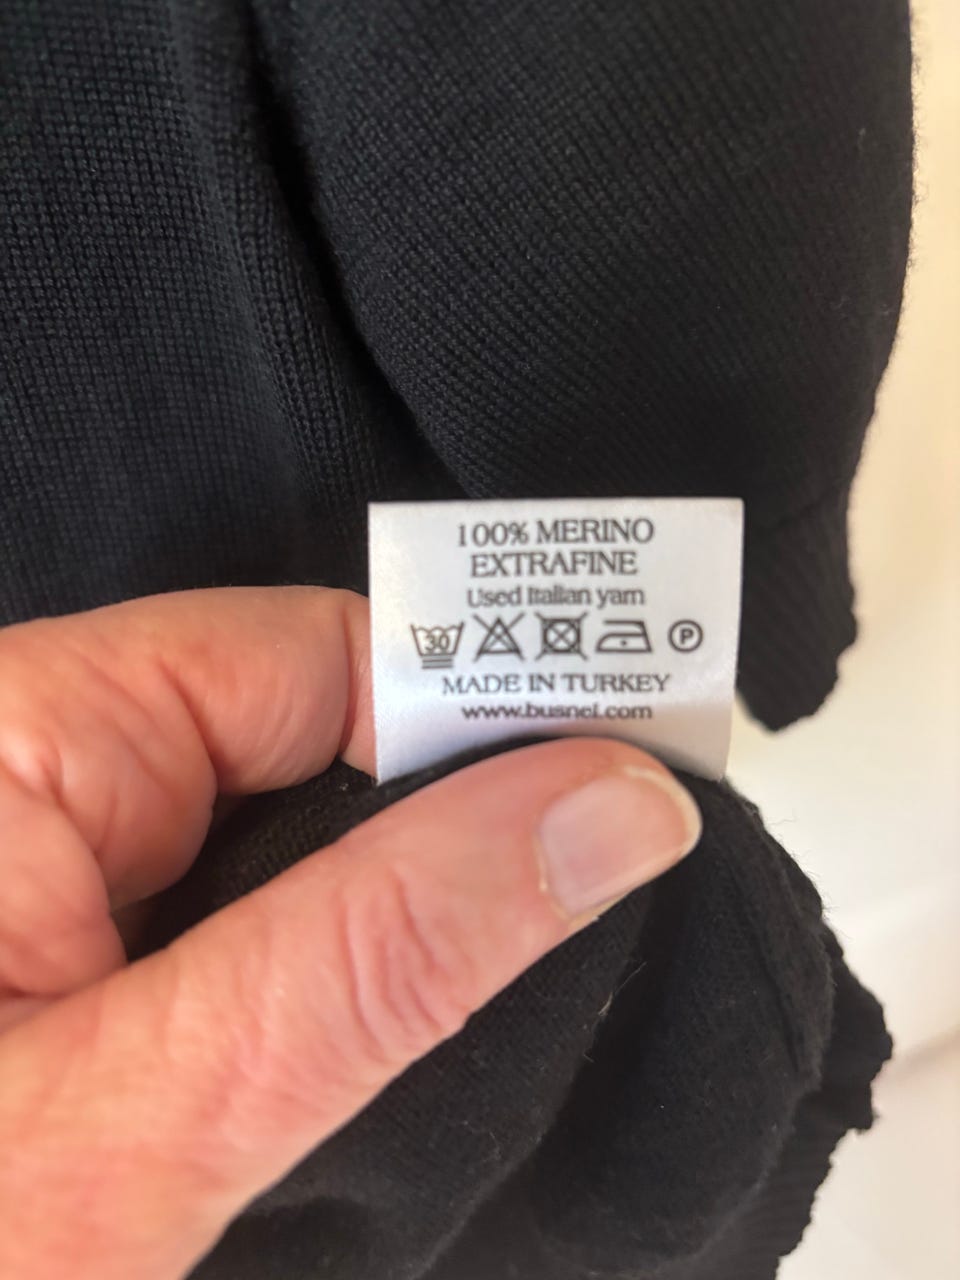 100% MERINO
EXTRAFINE
Used Italian yarn
30 P
MADE IN TURKEY
www.busnel.com